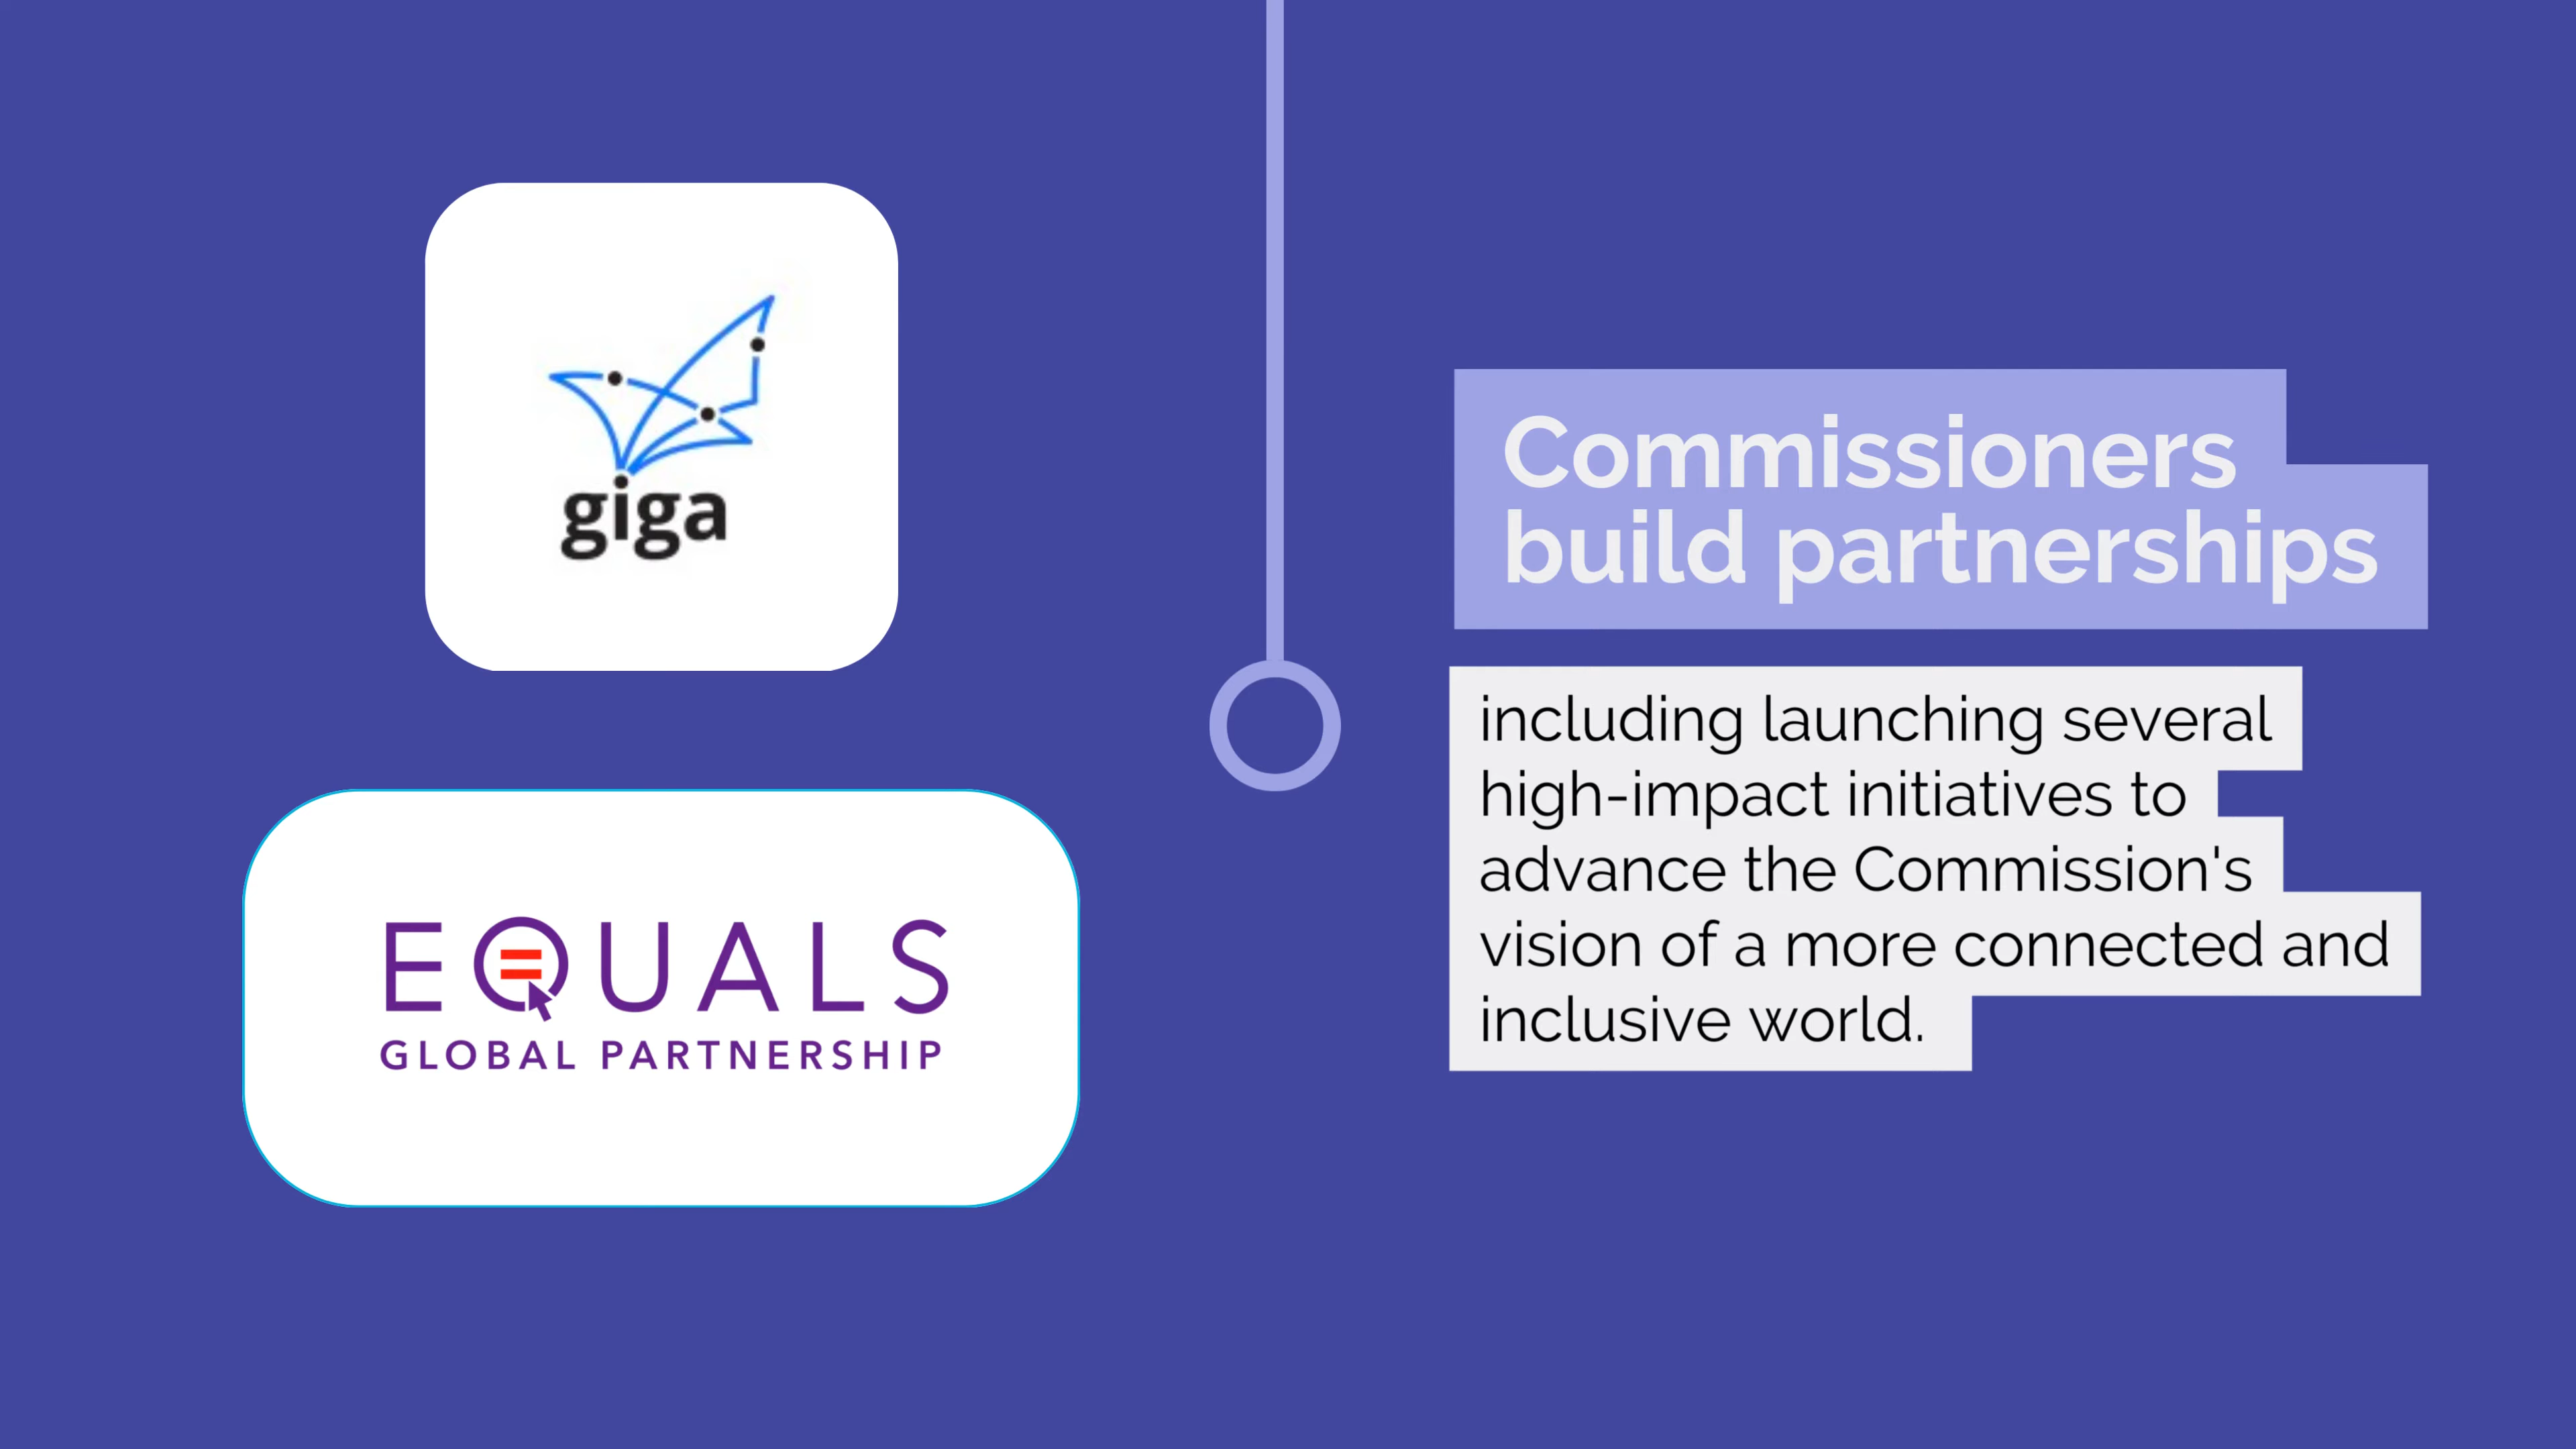 giga
EQUALS
GLOBAL PARTNERSHIP
Commissioners
build partnerships
including launching several
high-impact initiatives to
advance the Commission's
vision of a more connected and
inclusive world.